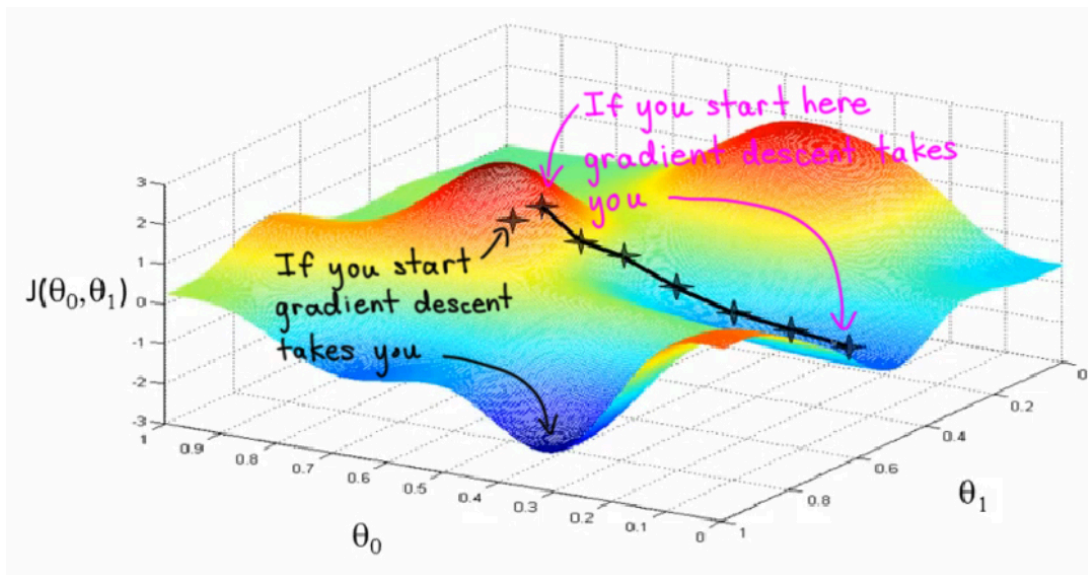 If you start here
gradient descent takes
you
If you start
gradient descent
takes you
J(θ₀,θ₁)
3
2
1
0
-1
-2
-3
1
0.9
0.8
0.7
0.6
0.5
0.4
0.3
0.2
0.1
0
θ₀
1
0.8
0.6
0.4
0.2
0
θ₁